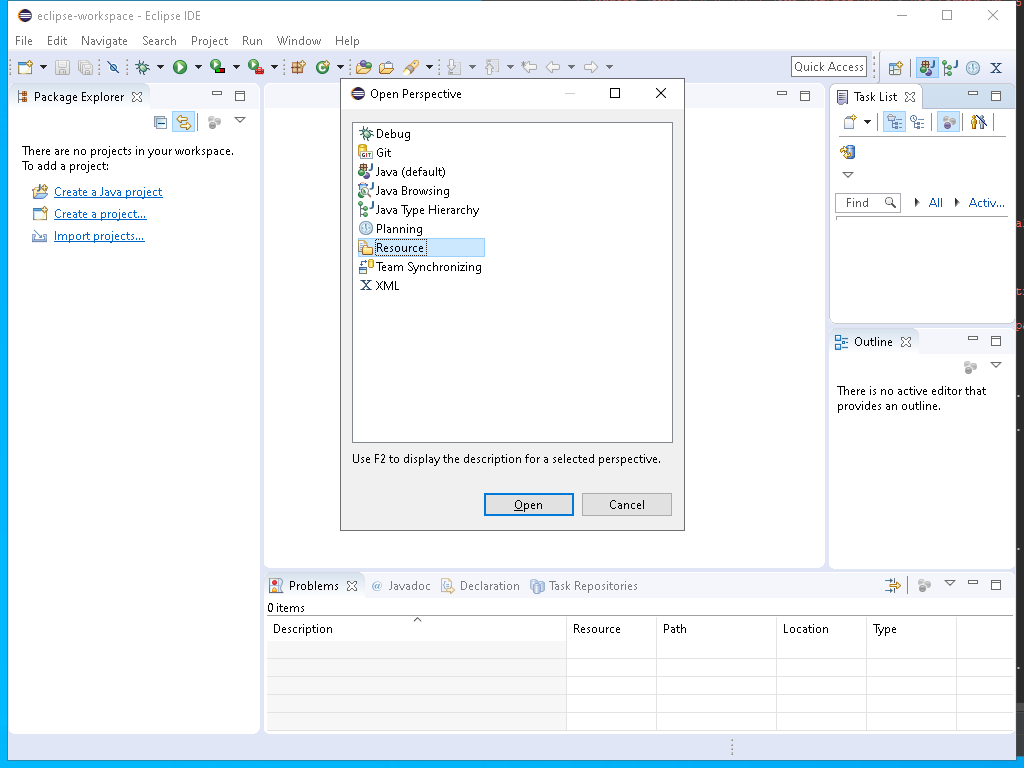 eclipse-workspace - Eclipse IDE
File Edit Navigate Search Project Run Window Help
Quick Access
Package Explorer
There are no projects in your workspace.
To add a project:
Create a Java project
Create a project...
Import projects...
Open Perspective
Debug
GIT Git
Java (default)
Java Browsing
Java Type Hierarchy
Planning
Resource
Team Synchronizing
X XML
Use F2 to display the description for a selected perspective.
Open Cancel
Task List
Find All Activ...
Outline
There is no active editor that
provides an outline.
Problems @ Javadoc Declaration Task Repositories
0 items
Description Resource Path Location Type